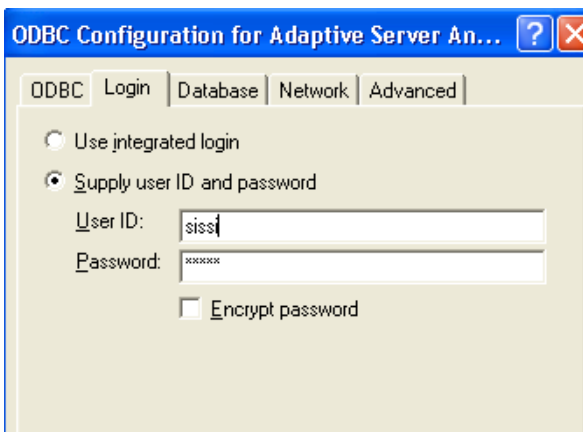 ODBC Configuration for Adaptive Server An...
ODBC Login Database Network Advanced
Use integrated login
Supply user ID and password
User ID: sissi
Password: *****
Encrypt password